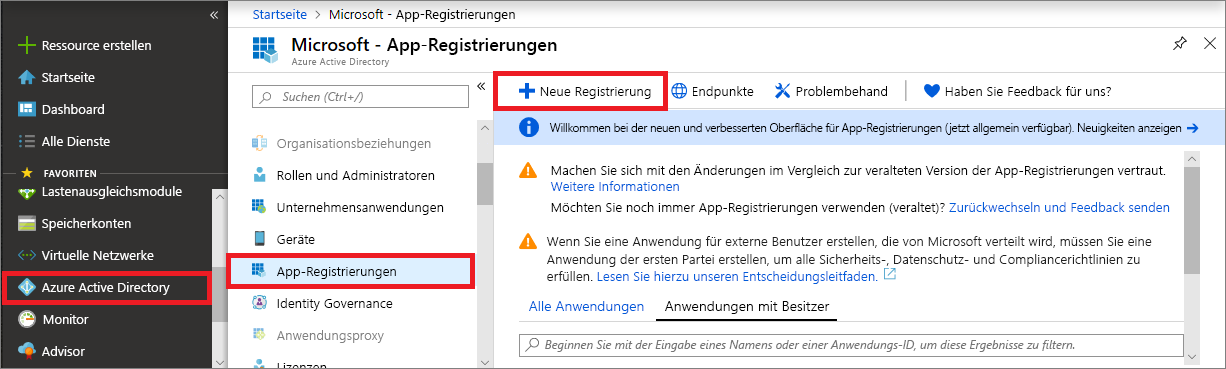 «
Ressource erstellen
Startseite
Dashboard
Alle Dienste
FAVORITEN
Lastenausgleichsmodule
Speicherkonten
Virtuelle Netzwerke
Azure Active Directory
Monitor
Advisor
Startseite > Microsoft - App-Registrierungen
Microsoft - App-Registrierungen
Azure Active Directory
Suchen (Ctrl+/)
«
Organisationsbeziehungen
Rollen und Administratoren
Unternehmensanwendungen
Geräte
App-Registrierungen
Identity Governance
Anwendungsproxy
Lizenzen
Neue Registrierung Endpunkte Problembehand Haben Sie Feedback für uns?
Willkommen bei der neuen und verbesserten Oberfläche für App-Registrierungen (jetzt allgemein verfügbar). Neuigkeiten anzeigen →
Machen Sie sich mit den Änderungen im Vergleich zur veralteten Version der App-Registrierungen vertraut.
Weitere Informationen
Möchten Sie noch immer App-Registrierungen verwenden (veraltet)? Zurückwechseln und Feedback senden
Wenn Sie eine Anwendung für externe Benutzer erstellen, die von Microsoft verteilt wird, müssen Sie eine
Anwendung der ersten Partei erstellen, um alle Sicherheits-, Datenschutz- und Compliancerichtlinien zu
erfüllen. Lesen Sie hierzu unseren Entscheidungsleitfaden.
Alle Anwendungen Anwendungen mit Besitzer
Beginnen Sie mit der Eingabe eines Namens oder einer Anwendungs-ID, um diese Ergebnisse zu filtern.